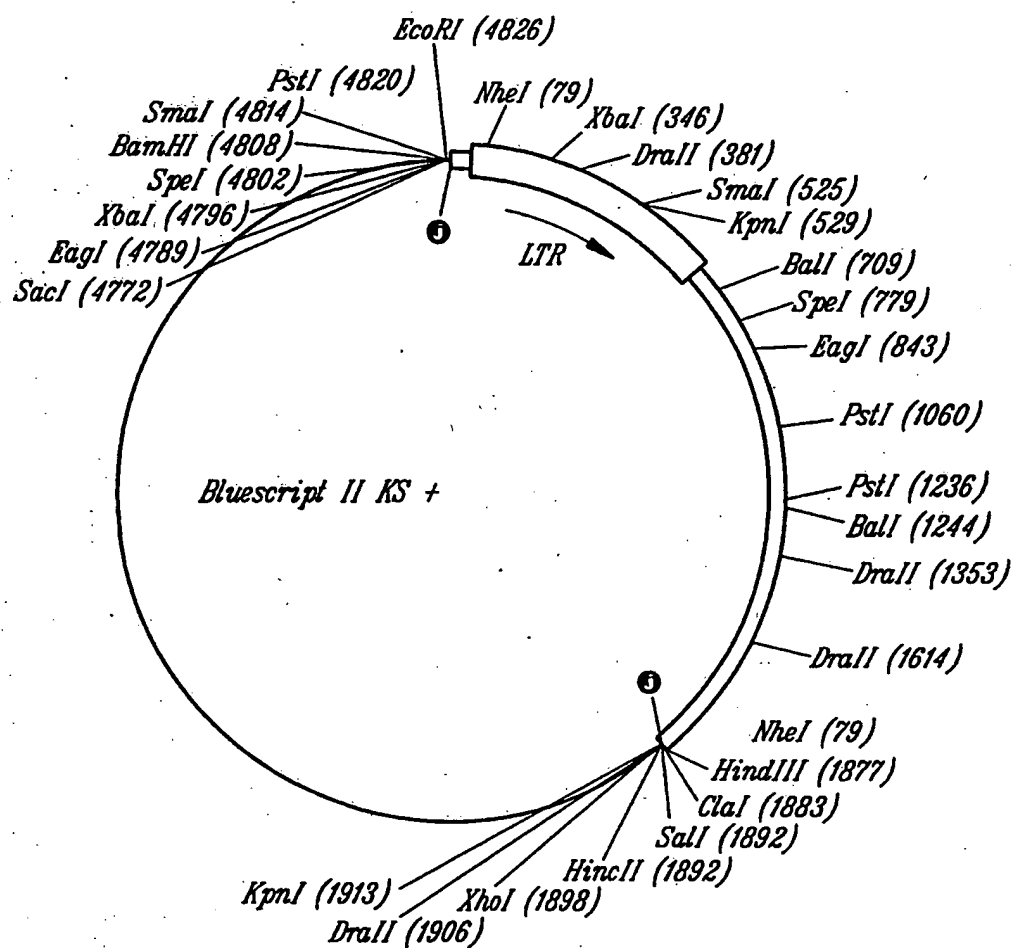 EcoRI (4826)
PstI (4820)
SmaI (4814)
BamHI (4808)
SpeI (4802)
XbaI (4796)
EagI (4789)
SacI (4772)
NheI (79)
XbaI (346)
DraII (381)
SmaI (525)
KpnI (529)
j
LTR
BalI (709)
SpeI (779)
EagI (843)
PstI (1060)
Bluescript II KS +
PstI (1236)
BalI (1244)
DraII (1353)
DraII (1614)
j
NheI (79)
HindIII (1877)
ClaI (1883)
SalI (1892)
HincII (1892)
XhoI (1898)
KpnI (1913)
DraII (1906)